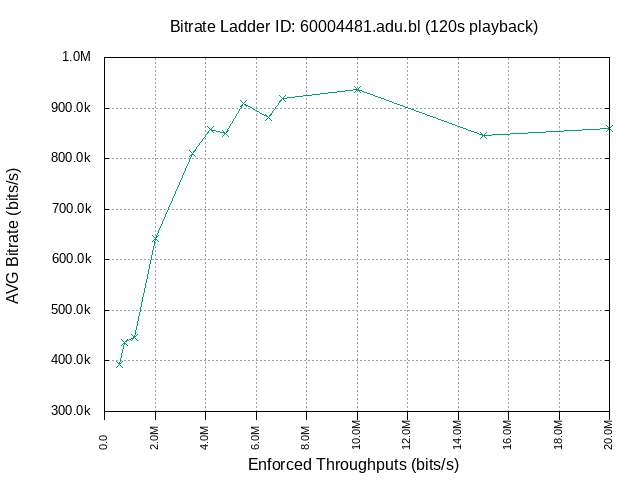 Bitrate Ladder ID: 60004481.adu.bl (120s playback)
1.0M
900.0k
800.0k
700.0k
600.0k
500.0k
400.0k
300.0k
AVG Bitrate (bits/s)
0.0
2.0M
4.0M
6.0M
8.0M
10.0M
12.0M
14.0M
16.0M
18.0M
20.0M
Enforced Throughputs (bits/s)